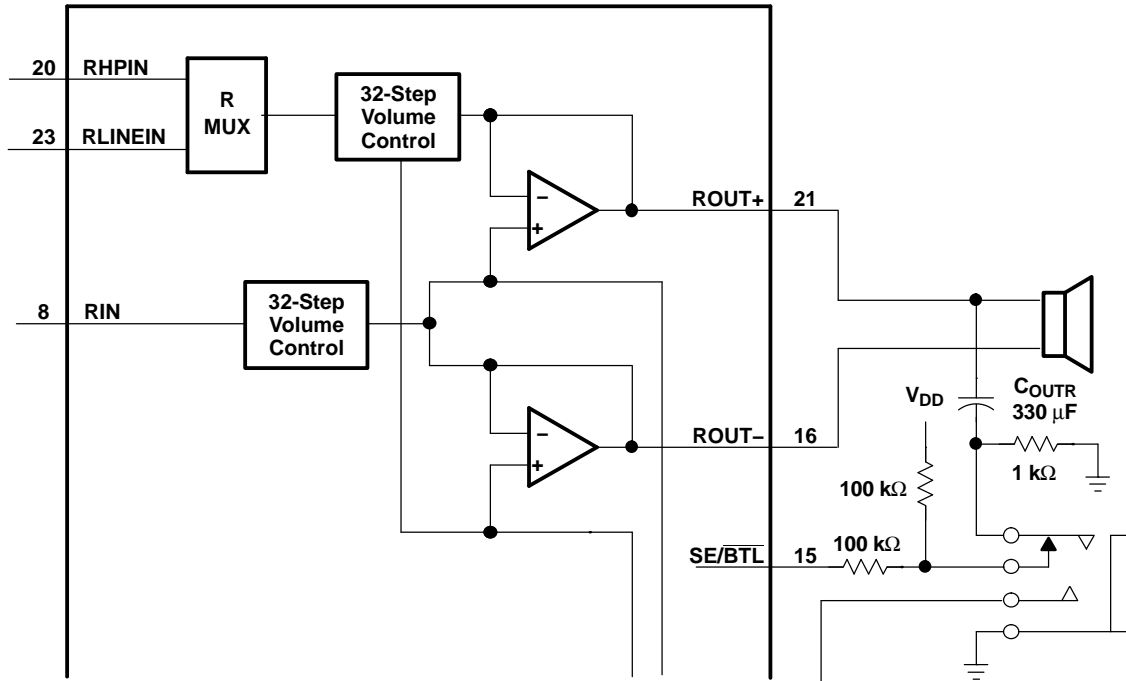 20 RHPIN
R
MUX
23 RLINEIN
32-Step
Volume
Control
−
+
ROUT+ 21
8 RIN
32-Step
Volume
Control
−
+
ROUT− 16
VDD
COUTR
330 μF
1 kΩ
100 kΩ
100 kΩ
SE/B̅T̅L̅ 15